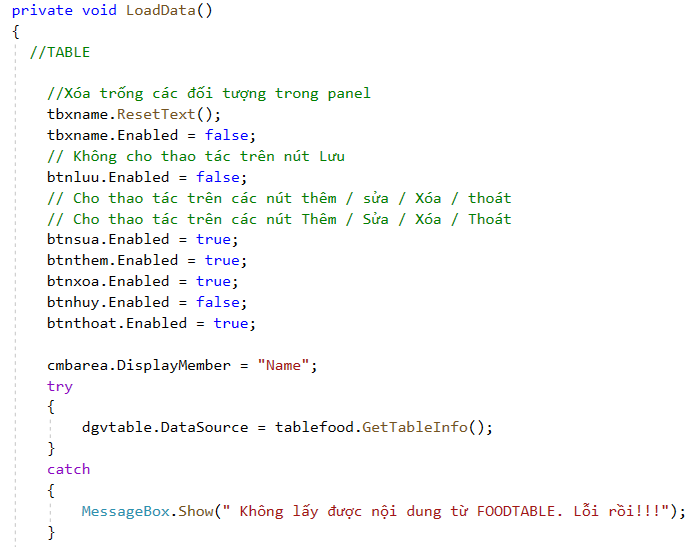 private void LoadData()
{
//TABLE
//Xóa trống các đối tượng trong panel
tbxname.ResetText();
tbxname.Enabled = false;
// Không cho thao tác trên nút Lưu
btnluu.Enabled = false;
// Cho thao tác trên các nút thêm / sửa / Xóa / thoát
// Cho thao tác trên các nút Thêm / Sửa / Xóa / Thoát
btnsua.Enabled = true;
btnthem.Enabled = true;
btnxoa.Enabled = true;
btnhuy.Enabled = false;
btnthoat.Enabled = true;
cmbarea.DisplayMember = "Name";
try
{
dgvtable.DataSource = tablefood.GetTableInfo();
}
catch
{
MessageBox.Show(" Không lấy được nội dung từ FOODTABLE. Lỗi rồi!!!");
}